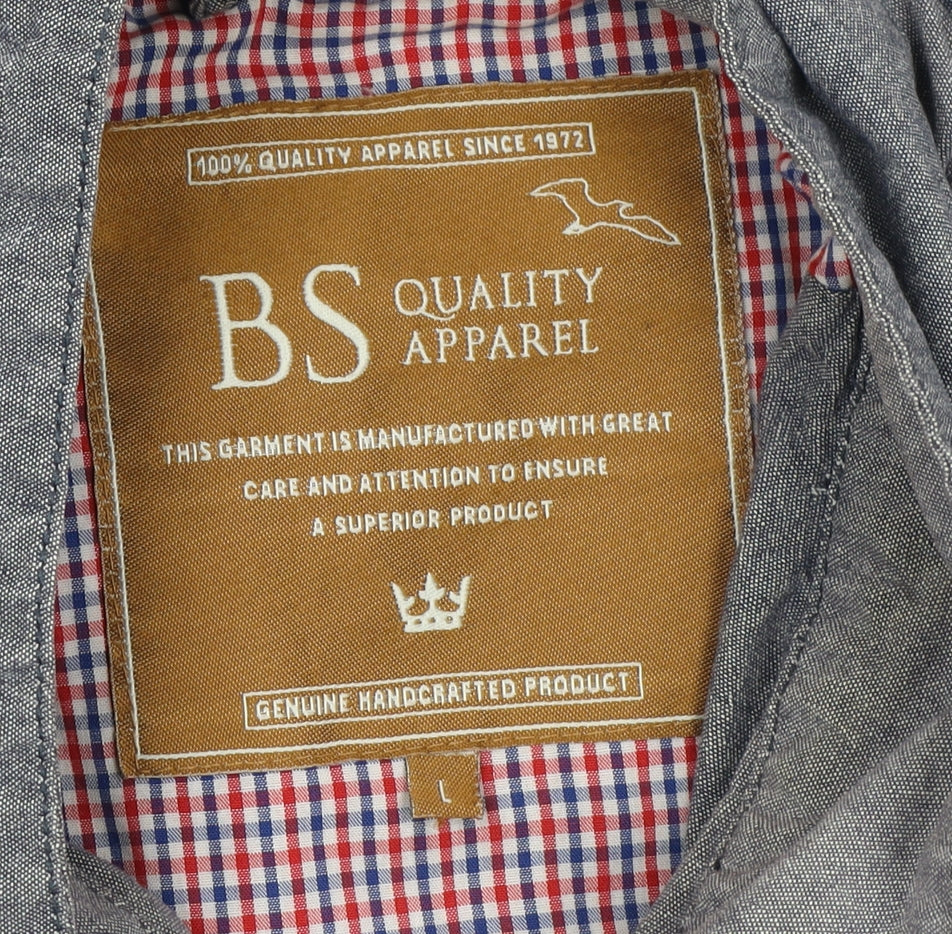 100% QUALITY APPAREL SINCE 1972
BS QUALITY
APPAREL
THIS GARMENT IS MANUFACTURED WITH GREAT
CARE AND ATTENTION TO ENSURE
A SUPERIOR PRODUCT
GENUINE HANDCRAFTED PRODUCT
L